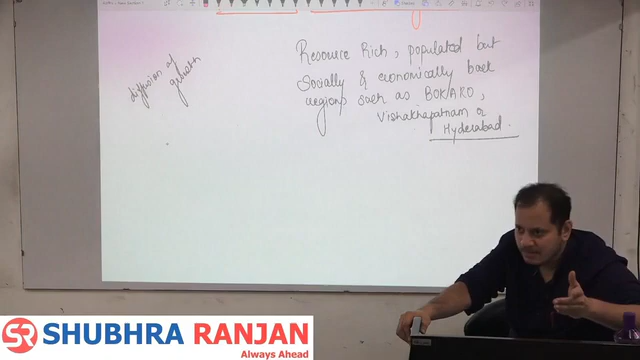 diffusion of
growth
Resource Rich, populated but
Socially & economically back
regions such as BOKARO,
Vishakhapatnam or
Hyderabad.
SR SHUBHRA RANJAN
Always Ahead